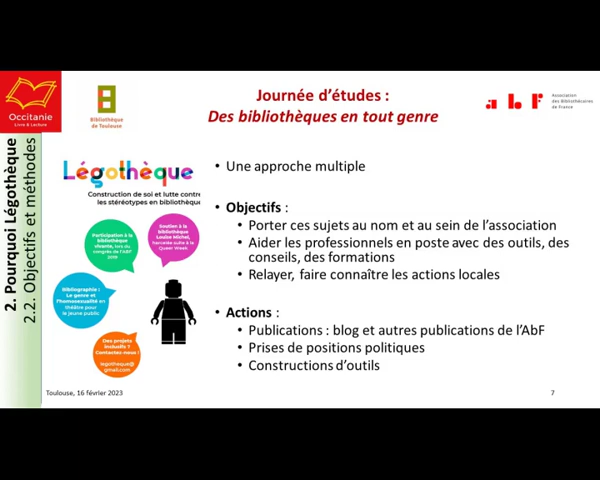 Occitanie
Livre & Lecture
Bibliothèque
de Toulouse
Journée d'études :
Des bibliothèques en tout genre
abf
Association
des Bibliothécaires
de France
2. Pourquoi Légothèque
2.2. Objectifs et méthodes
Légothèque
Construction de soi et lutte contre
les stéréotypes en bibliothèque
Participation à la
bibliothèque
vivante, lors du
congrès de l'ABF
2019
Soutien à la
bibliothèque
Louise Michel,
harcelée suite à la
Queer Week
Bibliographie :
Le genre et
l'homosexualité en
théâtre pour
le jeune public
Des projets
inclusifs ?
Contactez-nous !
legotheque@
gmail.com
• Une approche multiple
• Objectifs :
• Porter ces sujets au nom et au sein de l'association
• Aider les professionnels en poste avec des outils, des
conseils, des formations
• Relayer, faire connaître les actions locales
• Actions :
• Publications : blog et autres publications de l'AbF
• Prises de positions politiques
• Constructions d'outils
Toulouse, 16 février 2023
7